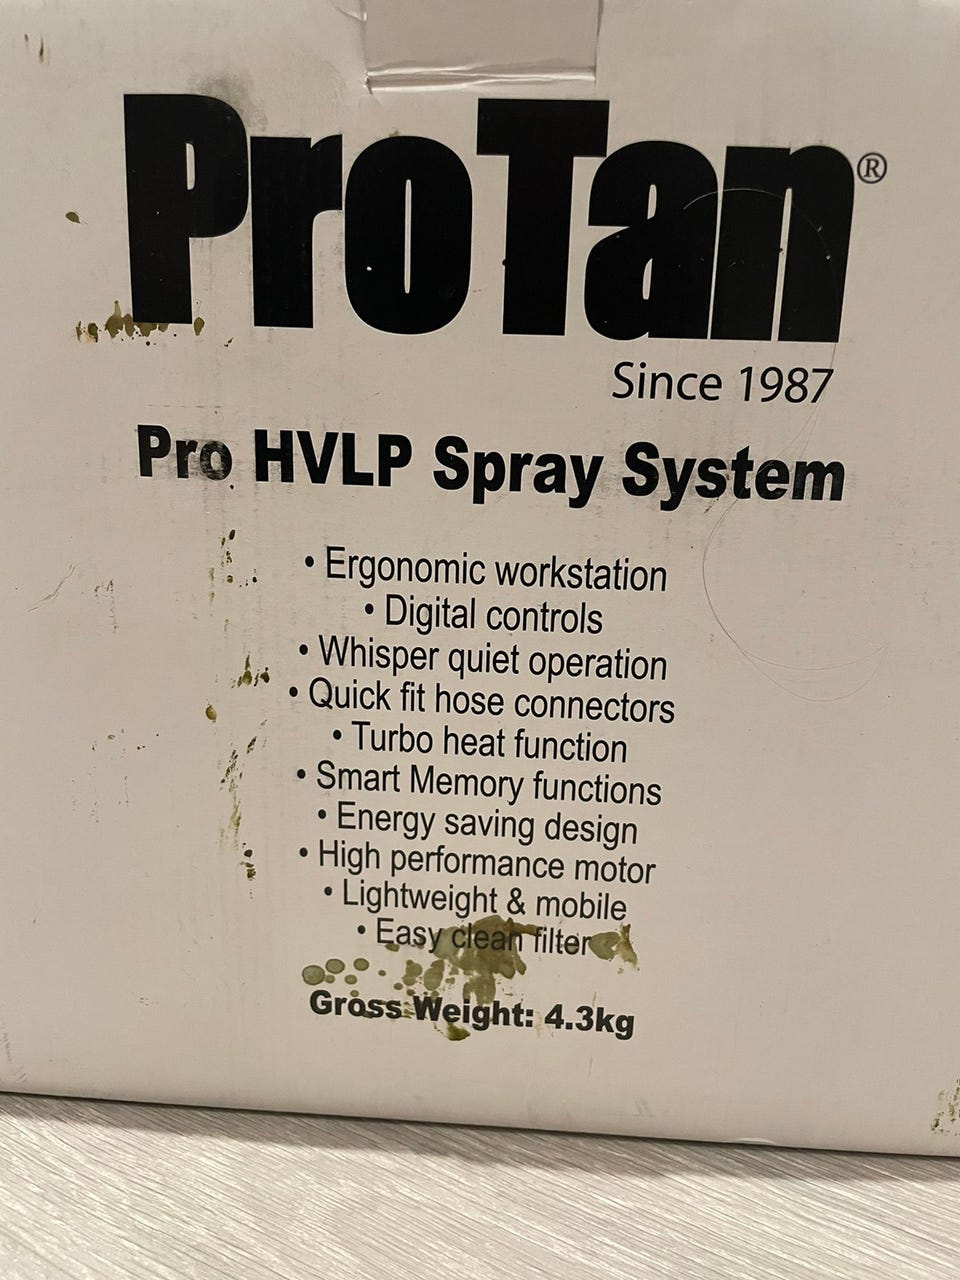 ProTan®
Since 1987
Pro HVLP Spray System
• Ergonomic workstation
• Digital controls
• Whisper quiet operation
• Quick fit hose connectors
• Turbo heat function
• Smart Memory functions
• Energy saving design
• High performance motor
• Lightweight & mobile
• Easy clean filter
Gross Weight: 4.3kg